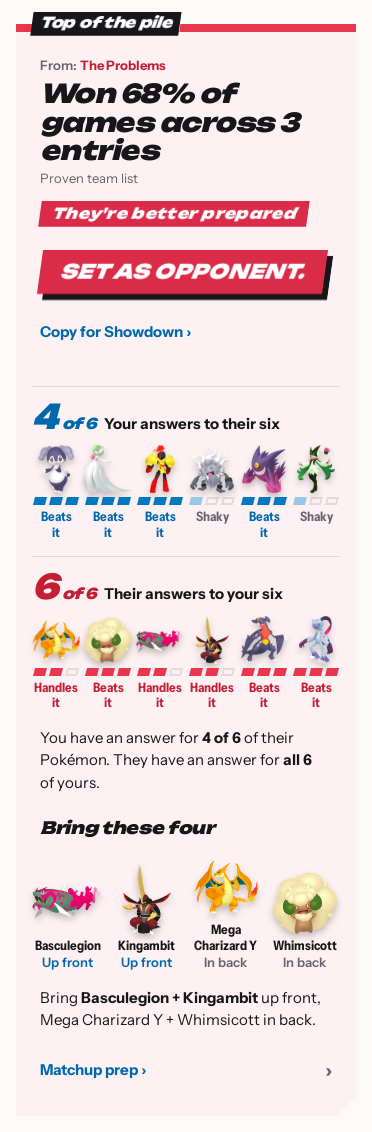 Top of the pile
From: The Problems
Won 68% of
games across 3
entries
Proven team list
They're better prepared
SET AS OPPONENT.
Copy for Showdown ›
4 of 6 Your answers to their six
Beats it Beats it Beats it Shaky Beats it Shaky
6 of 6 Their answers to your six
Handles it Beats it Handles it Handles it Beats it Beats it
You have an answer for 4 of 6 of their
Pokémon. They have an answer for all 6
of yours.
Bring these four
Basculegion Kingambit Mega Charizard Y Whimsicott
Up front Up front In back In back
Bring Basculegion + Kingambit up front,
Mega Charizard Y + Whimsicott in back.
Matchup prep › ›